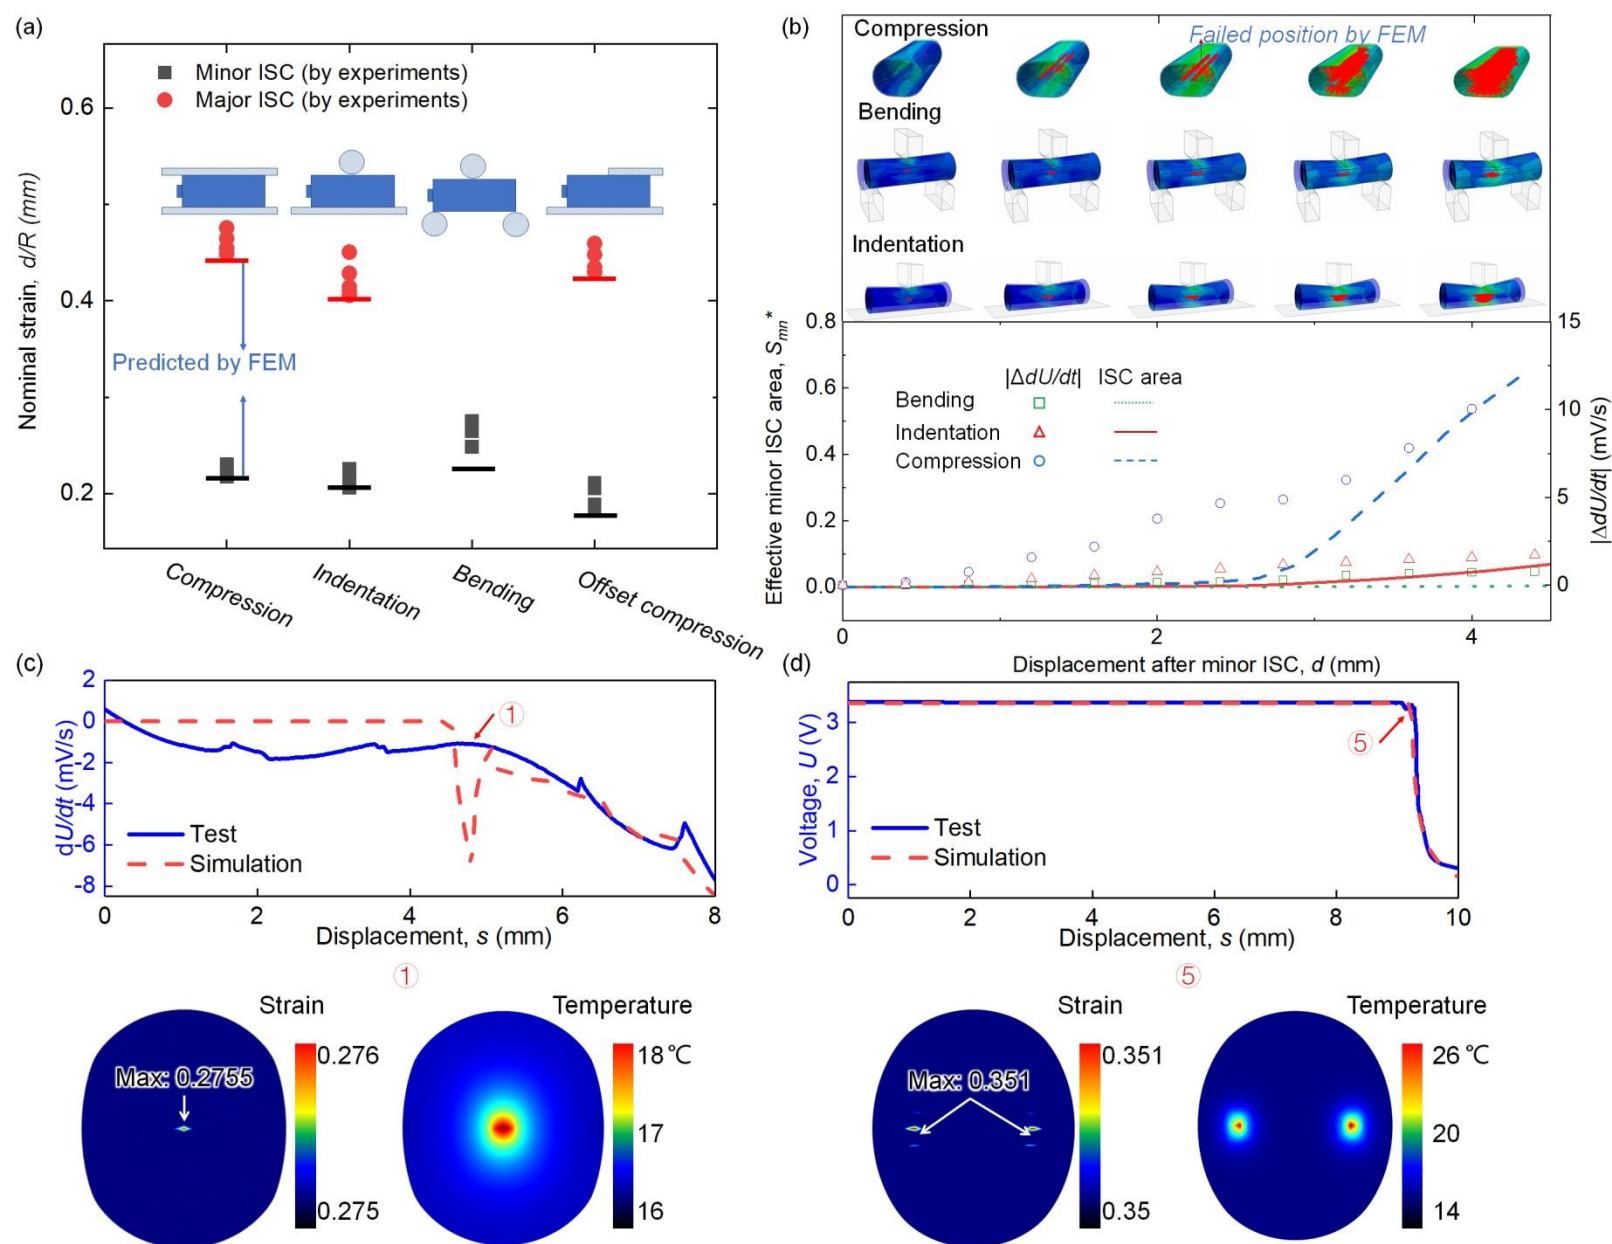 (a)
0.6
0.4
0.2
Nominal strain, d/R (mm)
Minor ISC (by experiments)
Major ISC (by experiments)
Predicted by FEM
Compression
Indentation
Bending
Offset compression
(b)
Compression
Failed position by FEM
Bending
Indentation
0.8
0.6
0.4
0.2
0.0
Effective minor ISC area, Smn*
15
10
5
0
|ΔdU/dt| (mV/s)
|ΔdU/dt| ISC area
Bending
Indentation
Compression
0 2 4
Displacement after minor ISC, d (mm)
(c)
2
0
-2
-4
-6
-8
dU/dt (mV/s)
①
Test
Simulation
0 2 4 6 8
Displacement, s (mm)
①
Strain
Temperature
Max: 0.2755
0.276
0.275
18℃
17
16
(d)
3
2
1
0
Voltage, U (V)
⑤
Test
Simulation
0 2 4 6 8 10
Displacement, s (mm)
⑤
Strain
Temperature
Max: 0.351
0.351
0.35
26℃
20
14